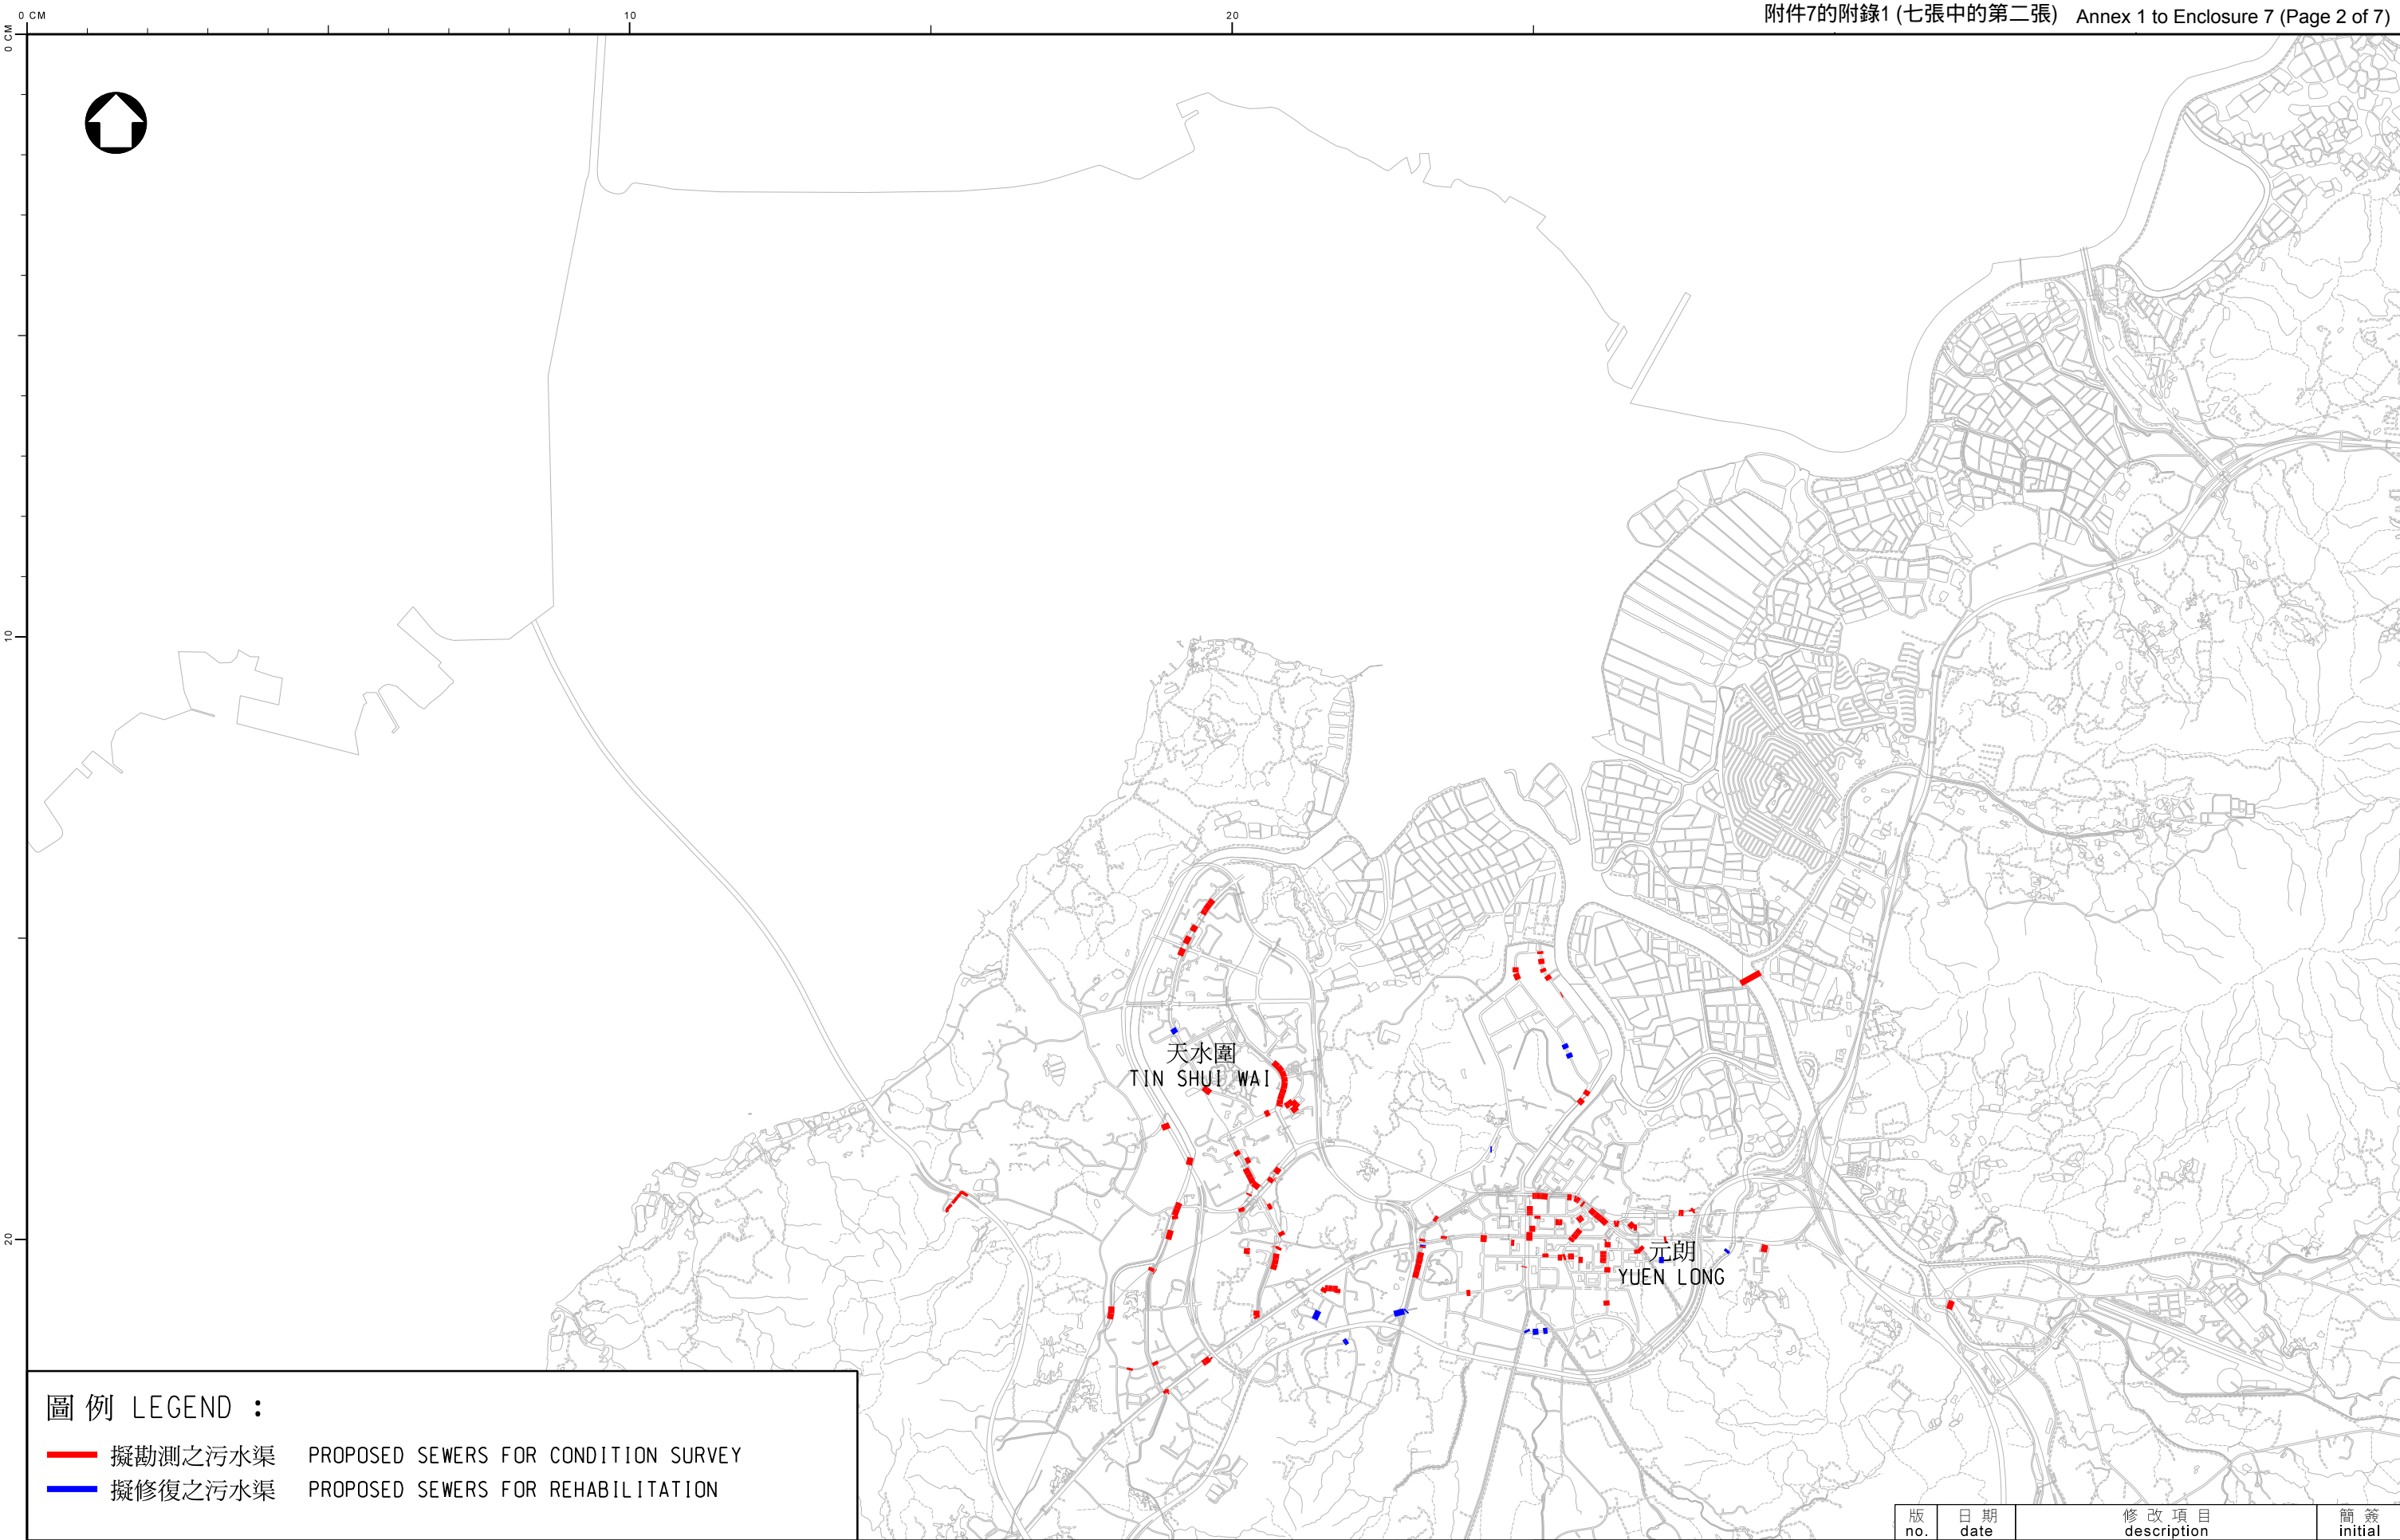 附件7的附錄1 (七張中的第二張) Annex 1 to Enclosure 7 (Page 2 of 7)
0 CM 10 20
0 CM
10
20
天水圍
TIN SHUI WAI
元朗
YUEN LONG
圖例 LEGEND :
擬勘測之污水渠 PROPOSED SEWERS FOR CONDITION SURVEY
擬修復之污水渠 PROPOSED SEWERS FOR REHABILITATION
版 日期 修改項目 簡簽
no. date description initial